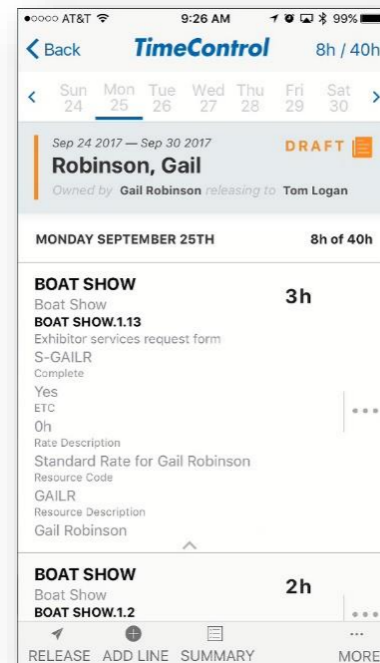 AT&T 9:26 AM 99%
Back TimeControl 8h / 40h
Sun Mon Tue Wed Thu Fri Sat
24 25 26 27 28 29 30
Sep 24 2017 — Sep 30 2017 DRAFT
Robinson, Gail
Owned by Gail Robinson releasing to Tom Logan
MONDAY SEPTEMBER 25TH 8h of 40h
BOAT SHOW 3h
Boat Show
BOAT SHOW.1.13
Exhibitor services request form
S-GAILR
Complete
Yes
ETC
0h
Rate Description
Standard Rate for Gail Robinson
Resource Code
GAILR
Resource Description
Gail Robinson
BOAT SHOW 2h
Boat Show
BOAT SHOW.1.2
RELEASE ADD LINE SUMMARY MORE